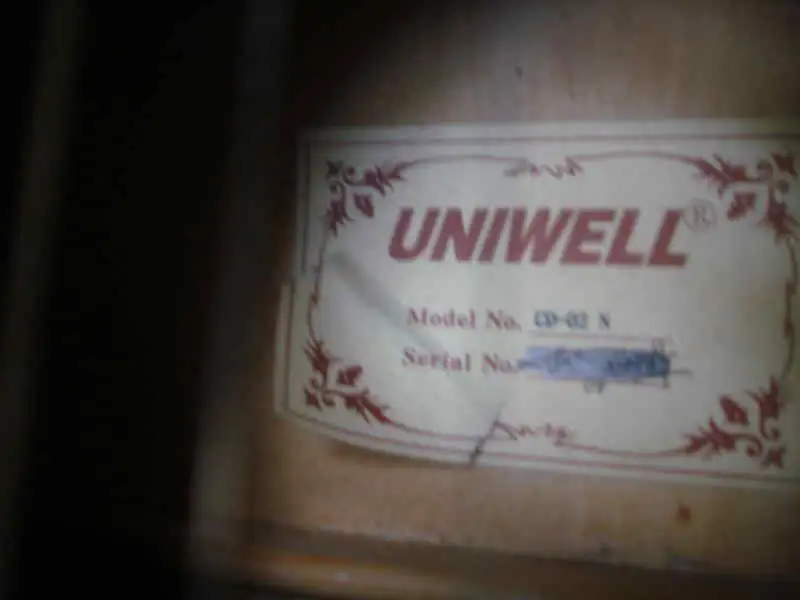 UNIWELL®
Model No. CD-02 N
Serial No.